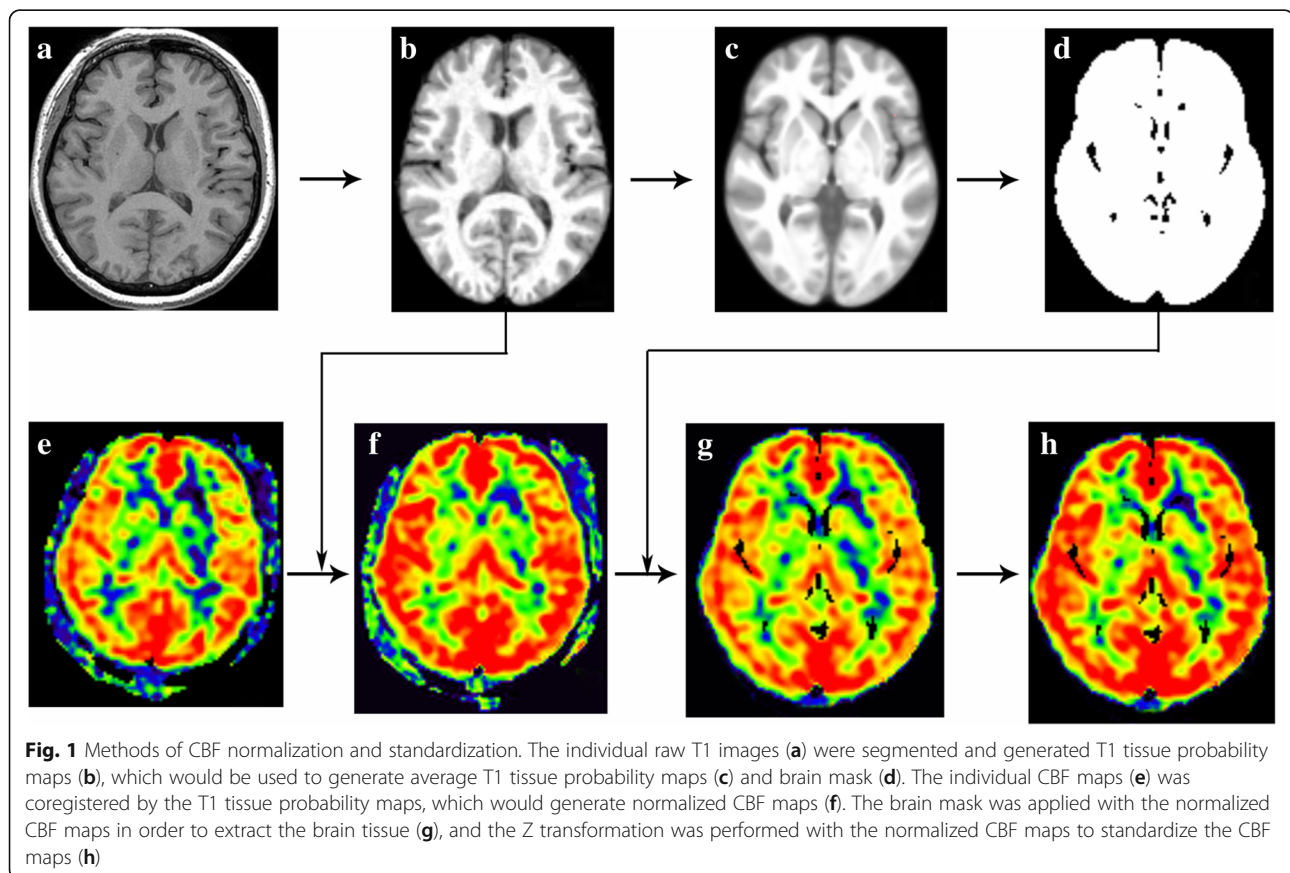 a
b
c
d
e
f
g
h
Fig. 1 Methods of CBF normalization and standardization. The individual raw T1 images (a) were segmented and generated T1 tissue probability
maps (b), which would be used to generate average T1 tissue probability maps (c) and brain mask (d). The individual CBF maps (e) was
coregistered by the T1 tissue probability maps, which would generate normalized CBF maps (f). The brain mask was applied with the normalized
CBF maps in order to extract the brain tissue (g), and the Z transformation was performed with the normalized CBF maps to standardize the CBF
maps (h)